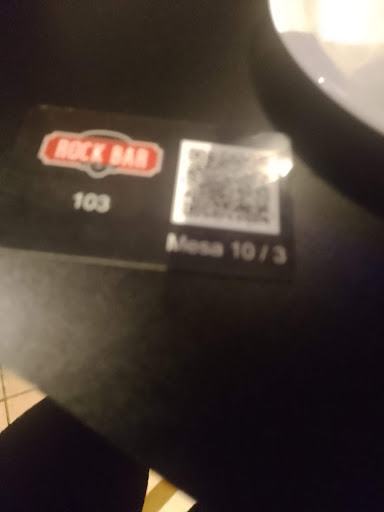 ROCK BAR
103
Mesa 10 / 3